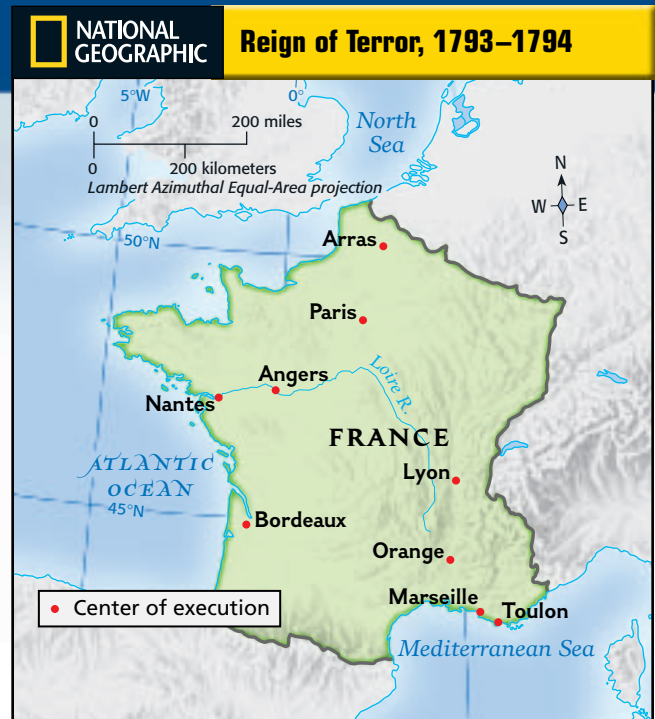 NATIONAL
GEOGRAPHIC
Reign of Terror, 1793–1794
5°W
0°
0
200 miles
0
200 kilometers
Lambert Azimuthal Equal-Area projection
North
Sea
N
W
E
S
50°N
Arras
Paris
Angers
Loire R.
Nantes
FRANCE
ATLANTIC
OCEAN
Lyon
45°N
Bordeaux
Orange
Center of execution
Marseille
Toulon
Mediterranean Sea